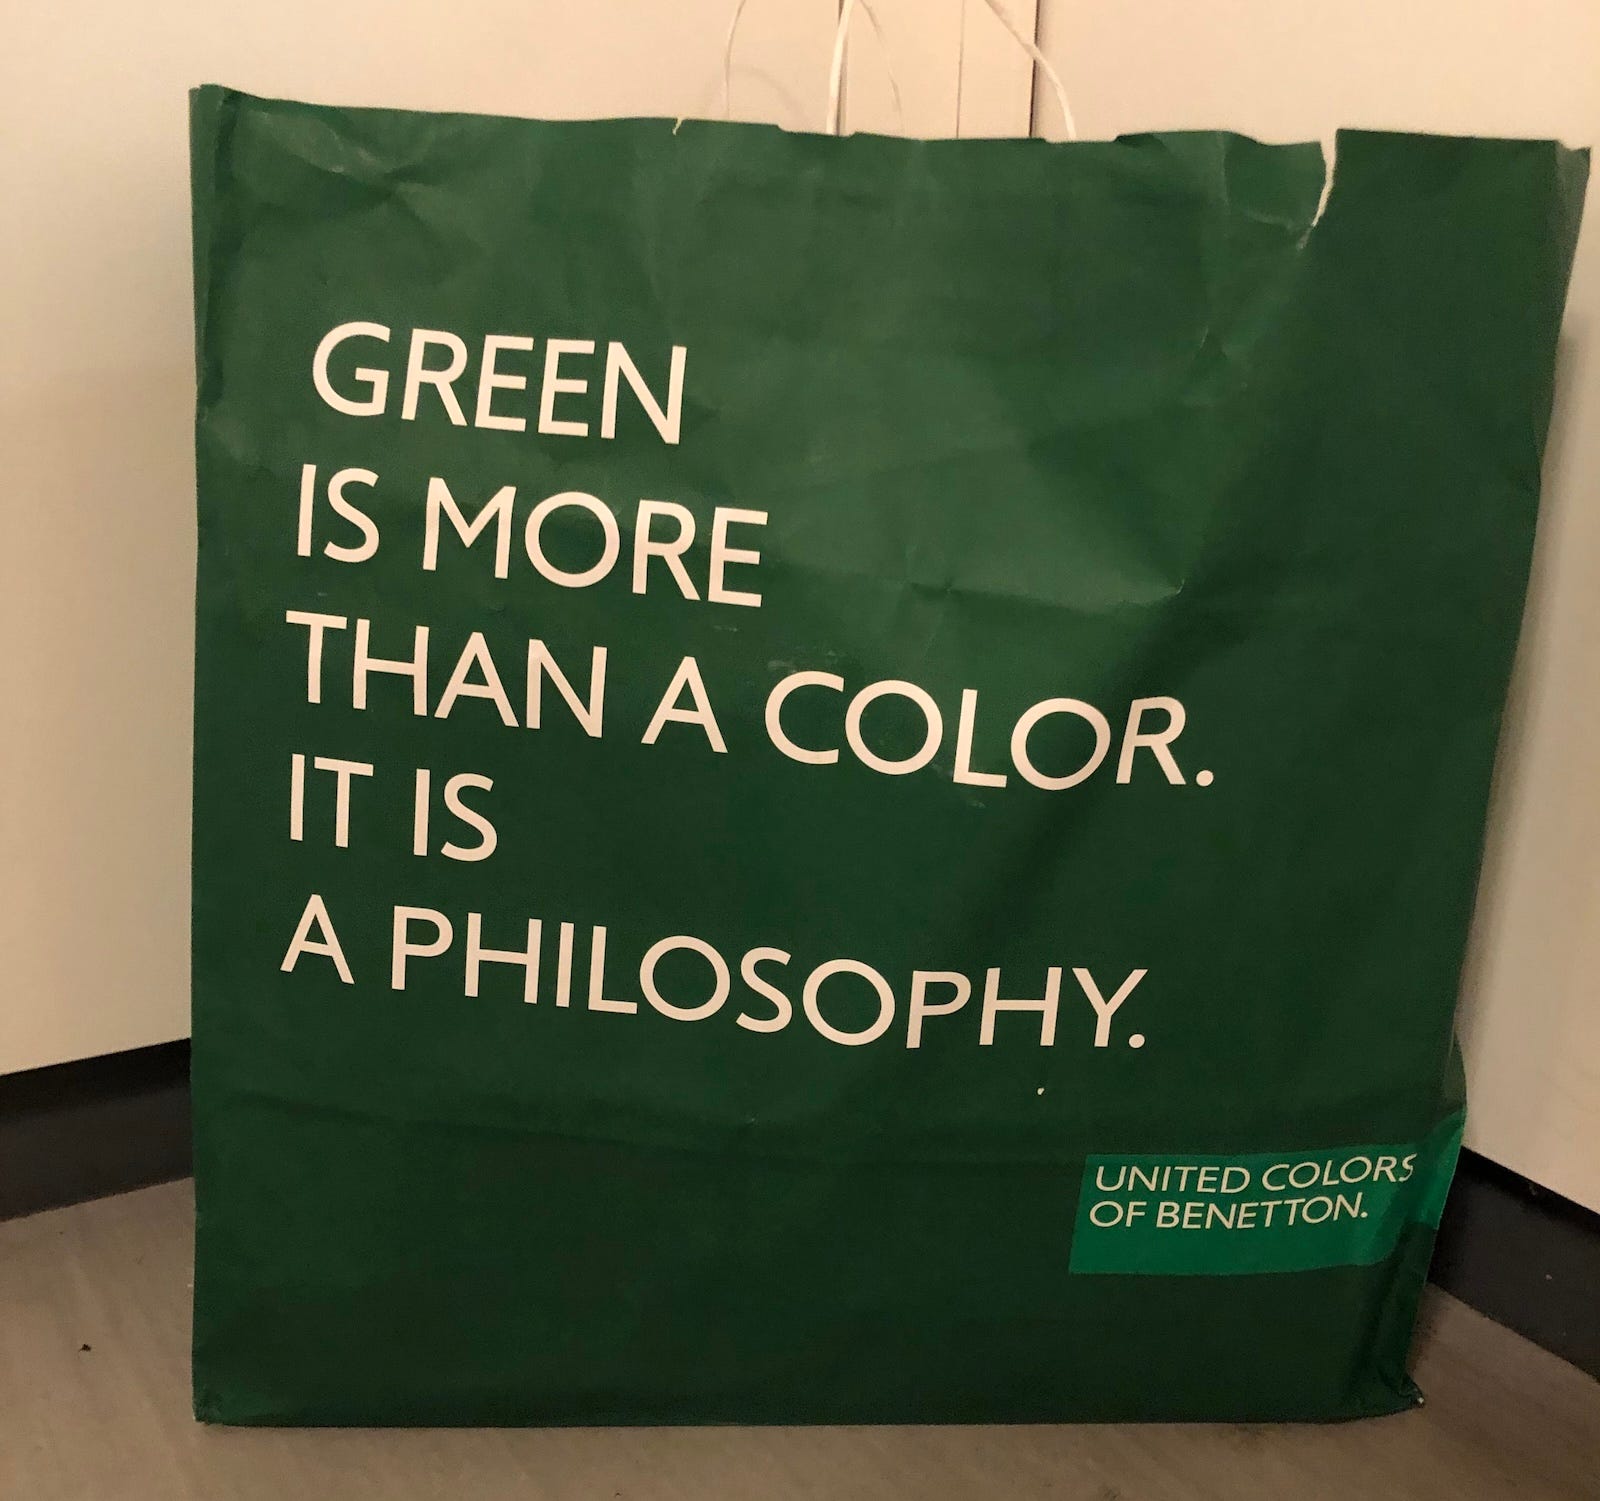 GREEN
IS MORE
THAN A COLOR.
IT IS
A PHILOSOPHY.
UNITED COLORS
OF BENETTON.